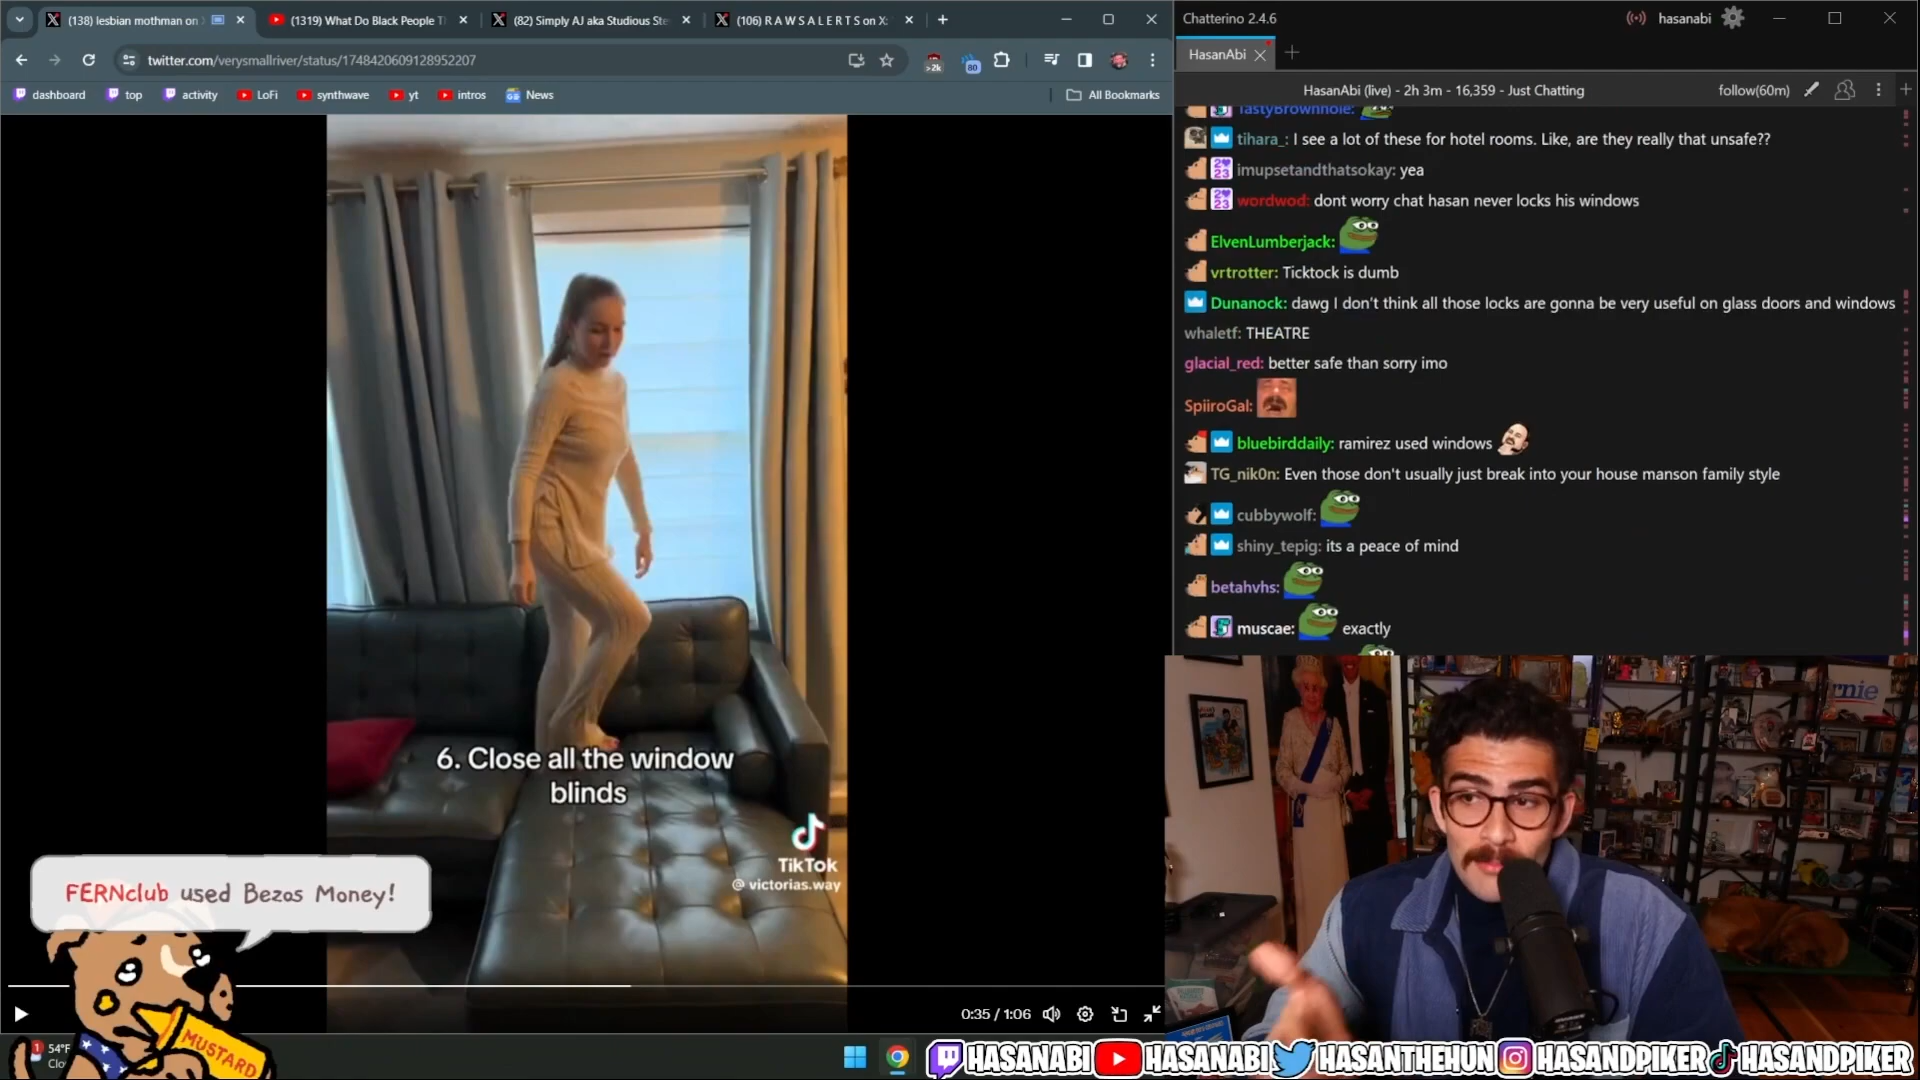 (138) lesbian mothman on X
(1319) What Do Black People Th
(82) Simply AJ aka Studious Ste
(106) R A W S A L E R T S on X:
twitter.com/verysmallriver/status/1748420609128952207
>2k
80
dashboard
top
activity
LoFi
synthwave
yt
intros
News
All Bookmarks
6. Close all the window
blinds
TikTok
@victorias.way
FERNclub used Bezos Money!
MUSTARD
0:35 / 1:06
1
54°F
Clo
Chatterino 2.4.6
hasanabi
HasanAbi
HasanAbi (live) - 2h 3m - 16,359 - Just Chatting
follow(60m)
TastyBrownhole:
tihara_: I see a lot of these for hotel rooms. Like, are they really that unsafe??
imupsetandthatsokay: yea
wordwod: dont worry chat hasan never locks his windows
ElvenLumberjack:
vrtrotter: Ticktock is dumb
Dunanock: dawg I don't think all those locks are gonna be very useful on glass doors and windows
whaletf: THEATRE
glacial_red: better safe than sorry imo
SpiiroGal:
bluebirddaily: ramirez used windows
TG_nik0n: Even those don't usually just break into your house manson family style
cubbywolf:
shiny_tepig: its a peace of mind
betahvhs:
muscae: exactly
rnie
HASANABI HASANABI HASANTHEHUN HASANDPIKER HASANDPIKER